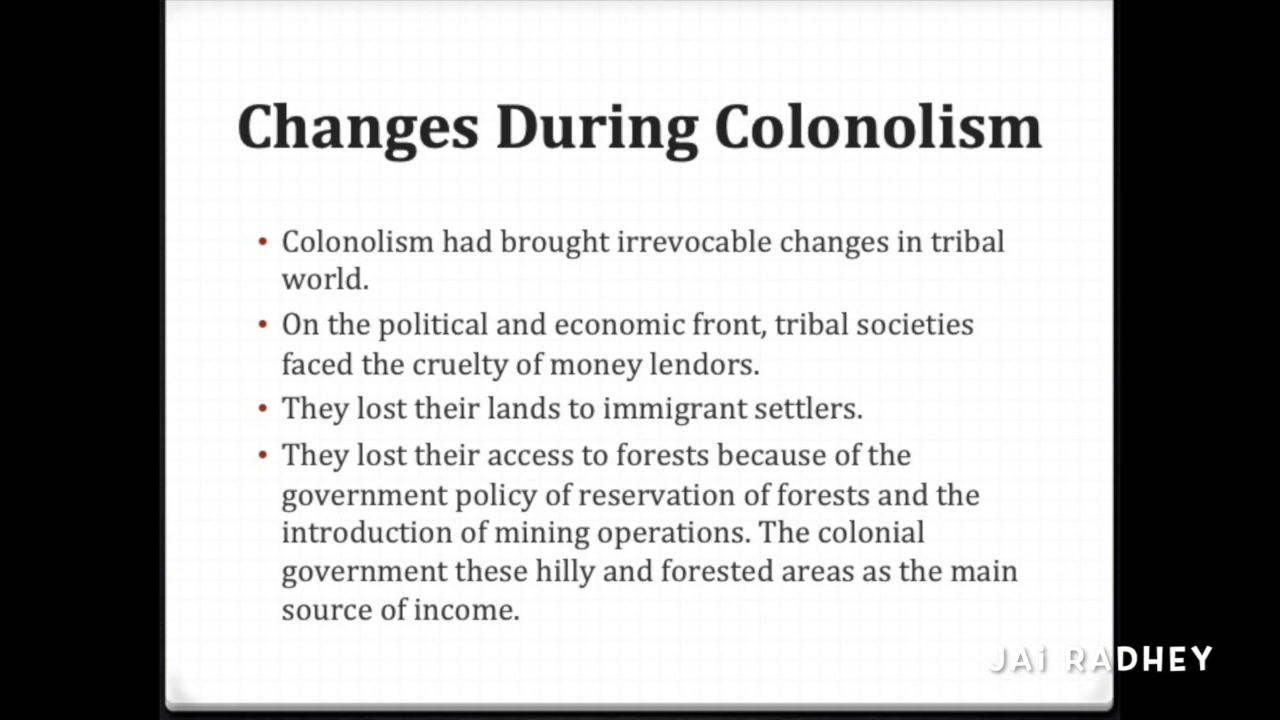 Changes During Colonolism
• Colonolism had brought irrevocable changes in tribal
world.
• On the political and economic front, tribal societies
faced the cruelty of money lendors.
• They lost their lands to immigrant settlers.
• They lost their access to forests because of the
government policy of reservation of forests and the
introduction of mining operations. The colonial
government these hilly and forested areas as the main
source of income.
JAi RADHEY